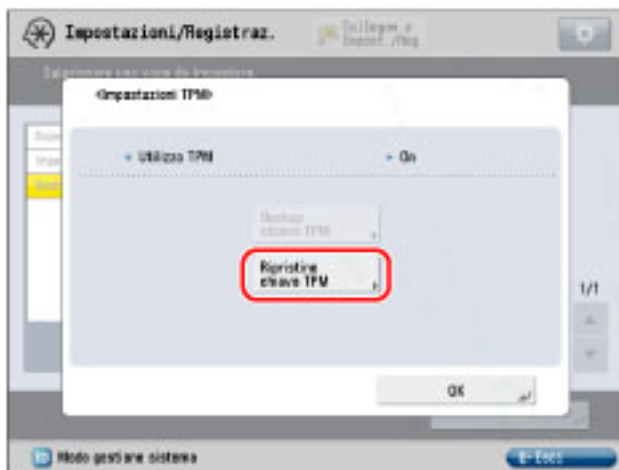 Impostazioni/Registraz.
Collegam. a
Impost./Reg
<Impostazioni TPM>
Utilizzo TPM
On
Backup
chiave TPM
Ripristino
chiave TPM
1/1
OK
Modo gestione sistema
Esci